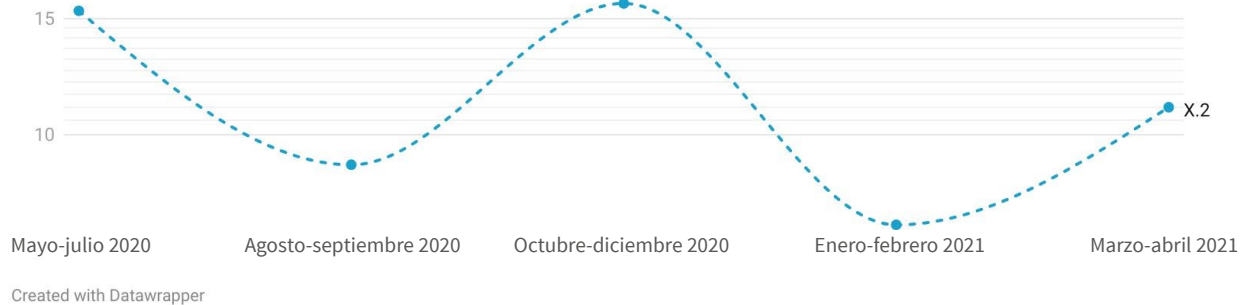 15
X.2
10
Mayo-julio 2020 Agosto-septiembre 2020 Octubre-diciembre 2020 Enero-febrero 2021 Marzo-abril 2021
Created with Datawrapper